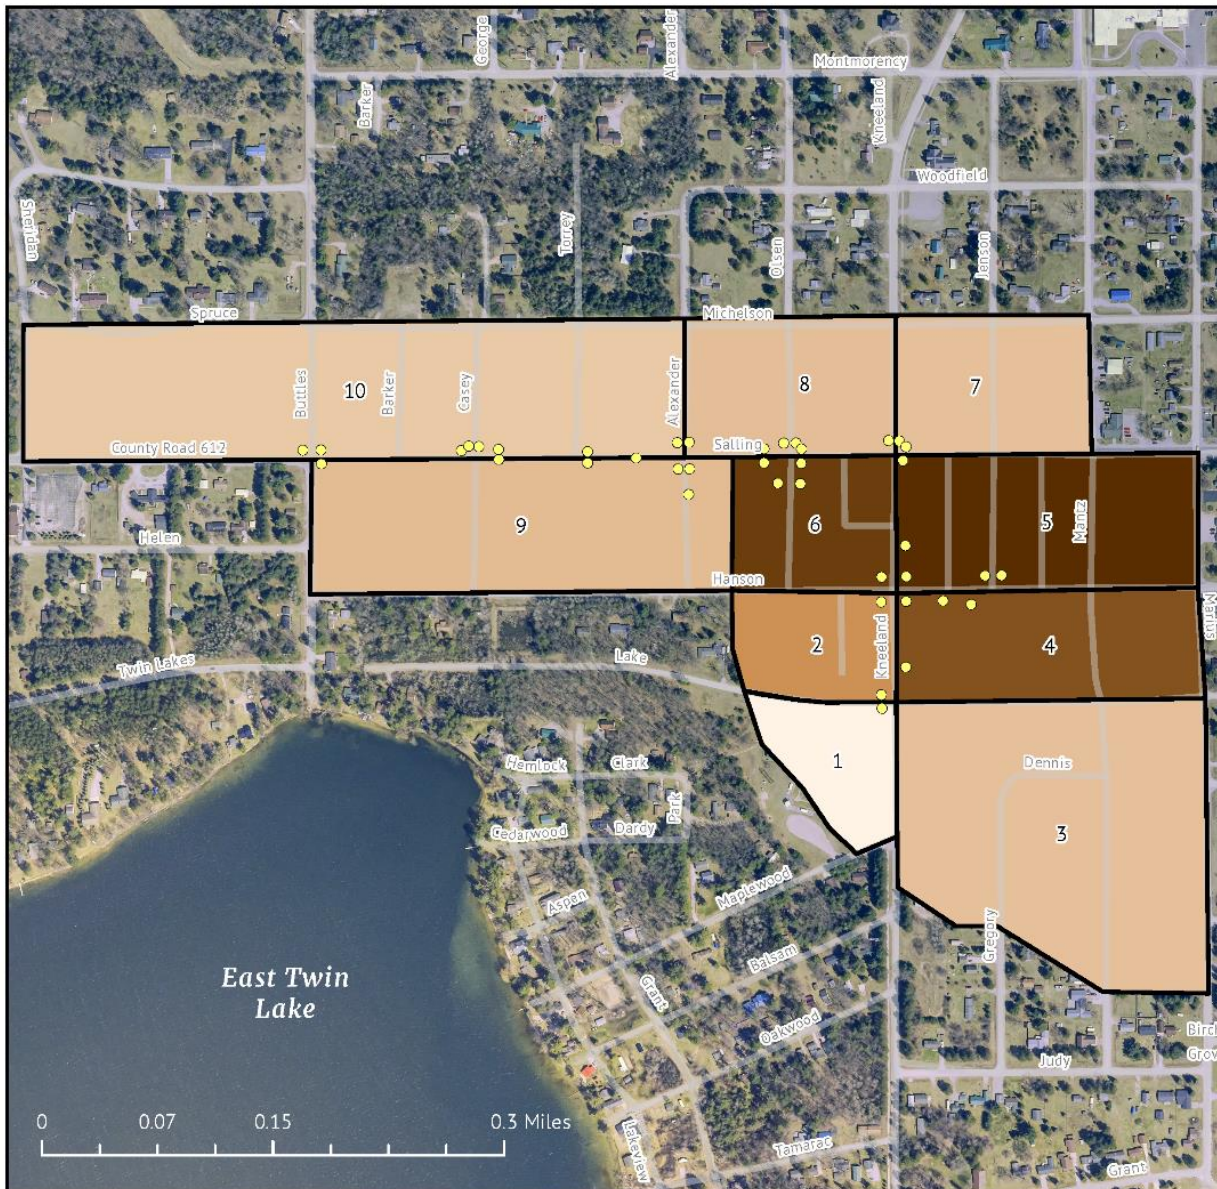 George
Alexander
Montmorency
Barker
Kneeland
Woodfield
Sheridan
Torrey
Olsen
Jenson
Spruce
Michelson
Buttles
10
Barker
Casey
Alexander
8
7
County Road 612
Salling
9
6
5
Mantz
Helen
Hanson
Marius
Twin Lakes
Lake
2
Kneeland
4
1
Hemlock
Clark
Park
Dennis
Cedarwood
Dardy
3
Maplewood
Aspen
Balsam
Gregory
East Twin
Lake
Grant
Oakwood
Judy
Birch
Grov
0
0.07
0.15
0.3 Miles
Lakeview
Tamarac
Grant